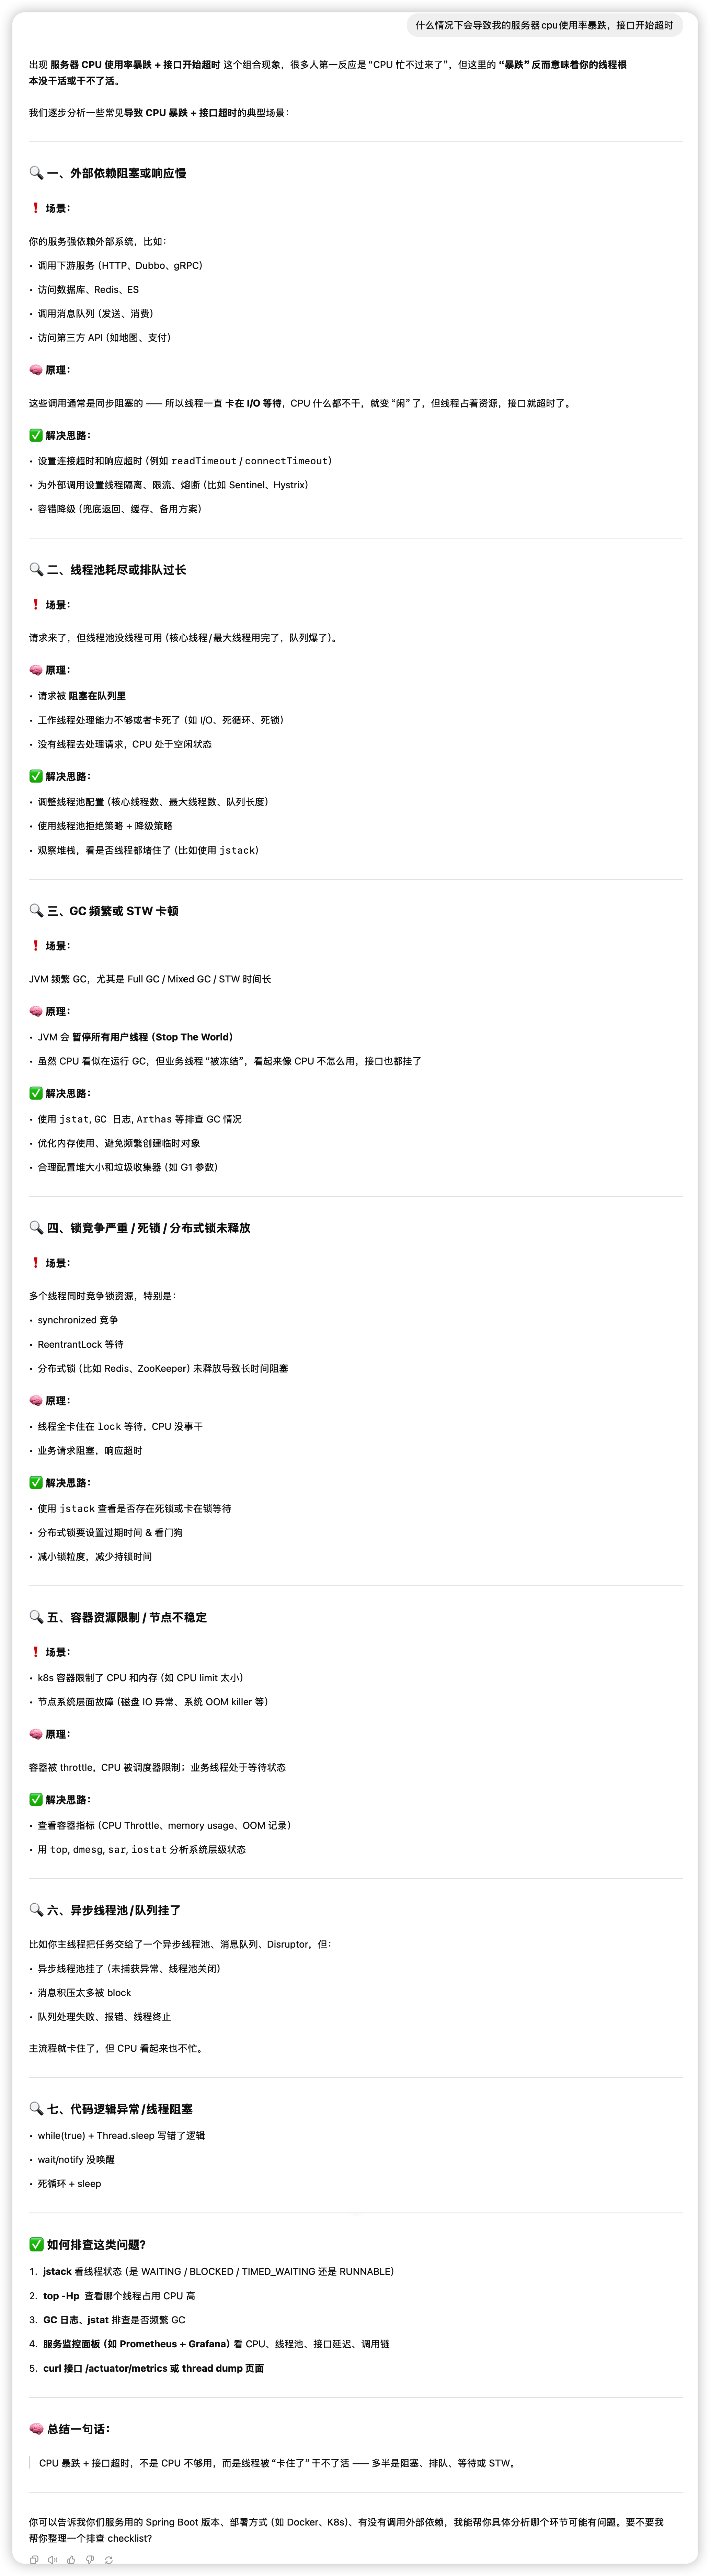 什么情况下会导致我的服务器cpu使用率暴跌，接口开始超时
出现 服务器 CPU 使用率暴跌 + 接口开始超时 这个组合现象，很多人第一反应是“CPU 忙不过来了”，但这里的 “暴跌” 反而意味着你的线程根
本没干活或干不了活。
我们逐步分析一些常见导致 CPU 暴跌 + 接口超时的典型场景：
🔍 一、外部依赖阻塞或响应慢
❗ 场景：
你的服务强依赖外部系统，比如：
• 调用下游服务（HTTP、Dubbo、gRPC）
• 访问数据库、Redis、ES
• 调用消息队列（发送、消费）
• 访问第三方 API（如地图、支付）
🧠 原理：
这些调用通常是同步阻塞的 —— 所以线程一直 卡在 I/O 等待，CPU 什么都不干，就变“闲”了，但线程占着资源，接口就超时了。
✅ 解决思路：
• 设置连接超时和响应超时（例如 readTimeout / connectTimeout）
• 为外部调用设置线程隔离、限流、熔断（比如 Sentinel、Hystrix）
• 容错降级（兜底返回、缓存、备用方案）
🔍 二、线程池耗尽或排队过长
❗ 场景：
请求来了，但线程池没线程可用（核心线程/最大线程用完了，队列爆了）。
🧠 原理：
• 请求被 阻塞在队列里
• 工作线程处理能力不够或者卡死了（如 I/O、死循环、死锁）
• 没有线程去处理请求，CPU 处于空闲状态
✅ 解决思路：
• 调整线程池配置（核心线程数、最大线程数、队列长度）
• 使用线程池拒绝策略 + 降级策略
• 观察堆栈，看是否线程都堵住了（比如使用 jstack）
🔍 三、GC 频繁或 STW 卡顿
❗ 场景：
JVM 频繁 GC，尤其是 Full GC / Mixed GC / STW 时间长
🧠 原理：
• JVM 会 暂停所有用户线程（Stop The World）
• 虽然 CPU 看似在运行 GC，但业务线程“被冻结”，看起来像 CPU 不怎么用，接口也都挂了
✅ 解决思路：
• 使用 jstat, GC 日志, Arthas 等排查 GC 情况
• 优化内存使用、避免频繁创建临时对象
• 合理配置堆大小和垃圾收集器（如 G1 参数）
🔍 四、锁竞争严重 / 死锁 / 分布式锁未释放
❗ 场景：
多个线程同时竞争锁资源，特别是：
• synchronized 竞争
• ReentrantLock 等待
• 分布式锁（比如 Redis、ZooKeeper）未释放导致长时间阻塞
🧠 原理：
• 线程全卡住在 lock 等待，CPU 没事干
• 业务请求阻塞，响应超时
✅ 解决思路：
• 使用 jstack 查看是否存在死锁或卡在锁等待
• 分布式锁要设置过期时间 & 看门狗
• 减小锁粒度，减少持锁时间
🔍 五、容器资源限制 / 节点不稳定
❗ 场景：
• k8s 容器限制了 CPU 和内存（如 CPU limit 太小）
• 节点系统层面故障（磁盘 IO 异常、系统 OOM killer 等）
🧠 原理：
容器被 throttle，CPU 被调度器限制；业务线程处于等待状态
✅ 解决思路：
• 查看容器指标（CPU Throttle、memory usage、OOM 记录）
• 用 top, dmesg, sar, iostat 分析系统层级状态
🔍 六、异步线程池/队列挂了
比如你主线程把任务交给了一个异步线程池、消息队列、Disruptor，但：
• 异步线程池挂了（未捕获异常、线程池关闭）
• 消息积压太多被 block
• 队列处理失败、报错、线程终止
主流程就卡住了，但 CPU 看起来也不忙。
🔍 七、代码逻辑异常/线程阻塞
• while(true) + Thread.sleep 写错了逻辑
• wait/notify 没唤醒
• 死循环 + sleep
✅ 如何排查这类问题？
1. jstack 看线程状态（是 WAITING / BLOCKED / TIMED_WAITING 还是 RUNNABLE）
2. top -Hp 查看哪个线程占用 CPU 高
3. GC 日志、jstat 排查是否频繁 GC
4. 服务监控面板（如 Prometheus + Grafana）看 CPU、线程池、接口延迟、调用链
5. curl 接口 /actuator/metrics 或 thread dump 页面
🧠 总结一句话：
CPU 暴跌 + 接口超时，不是 CPU 不够用，而是线程被“卡住了”干不了活 —— 多半是阻塞、排队、等待或 STW。
你可以告诉我你们服务用的 Spring Boot 版本、部署方式（如 Docker、K8s）、有没有调用外部依赖，我能帮你具体分析哪个环节可能有问题。要不要我
帮你整理一个排查 checklist？